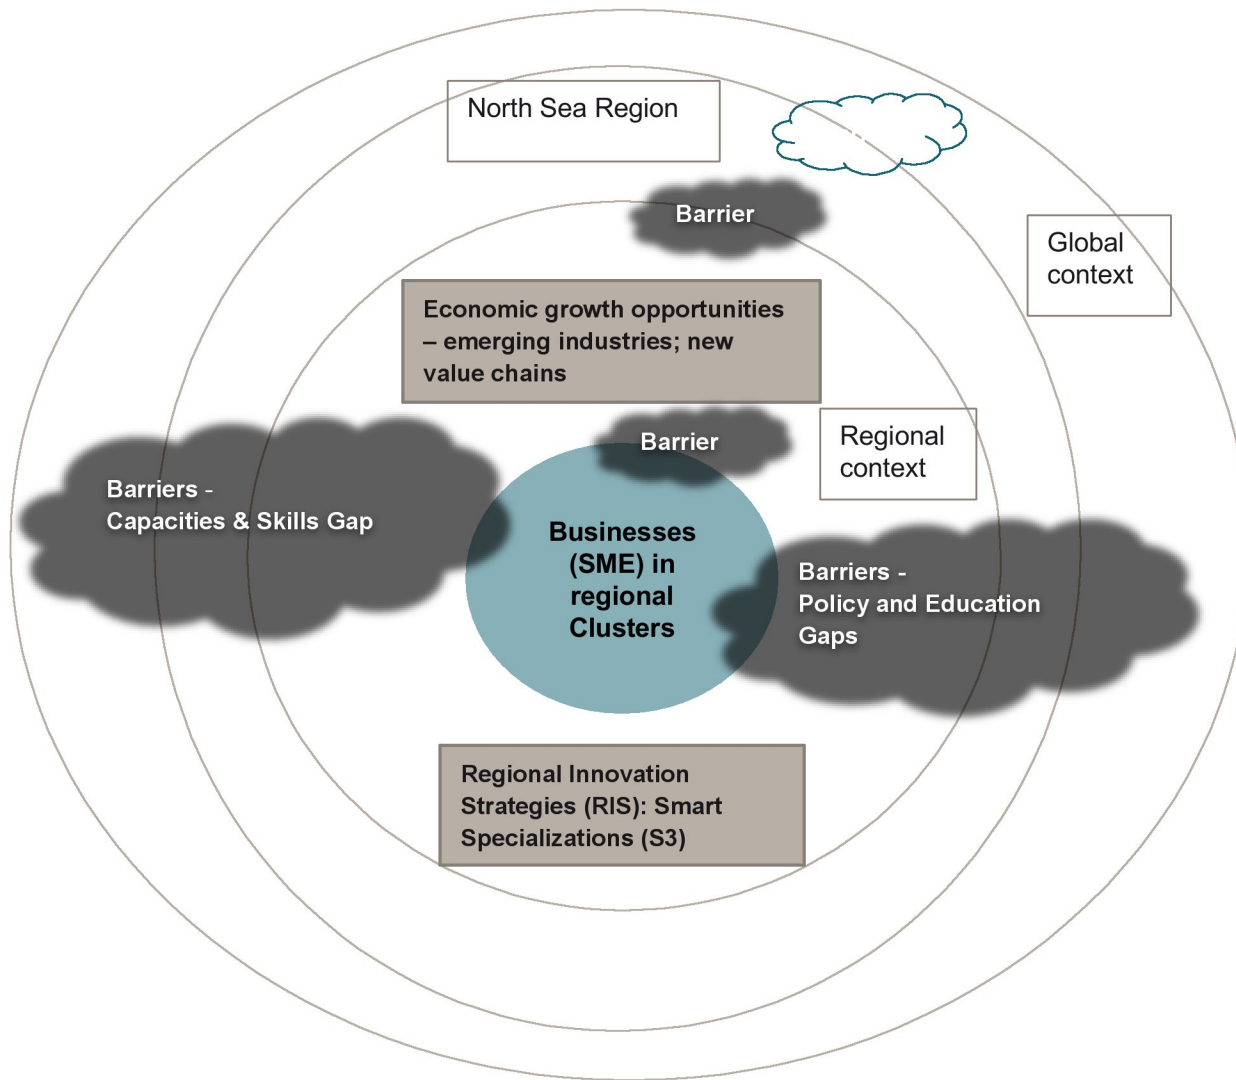 North Sea Region
Barrier
Global
context
Economic growth opportunities
– emerging industries; new
value chains
Barrier
Regional
context
Barriers -
Capacities & Skills Gap
Businesses
(SME) in
regional
Clusters
Barriers -
Policy and Education
Gaps
Regional Innovation
Strategies (RIS): Smart
Specializations (S3)